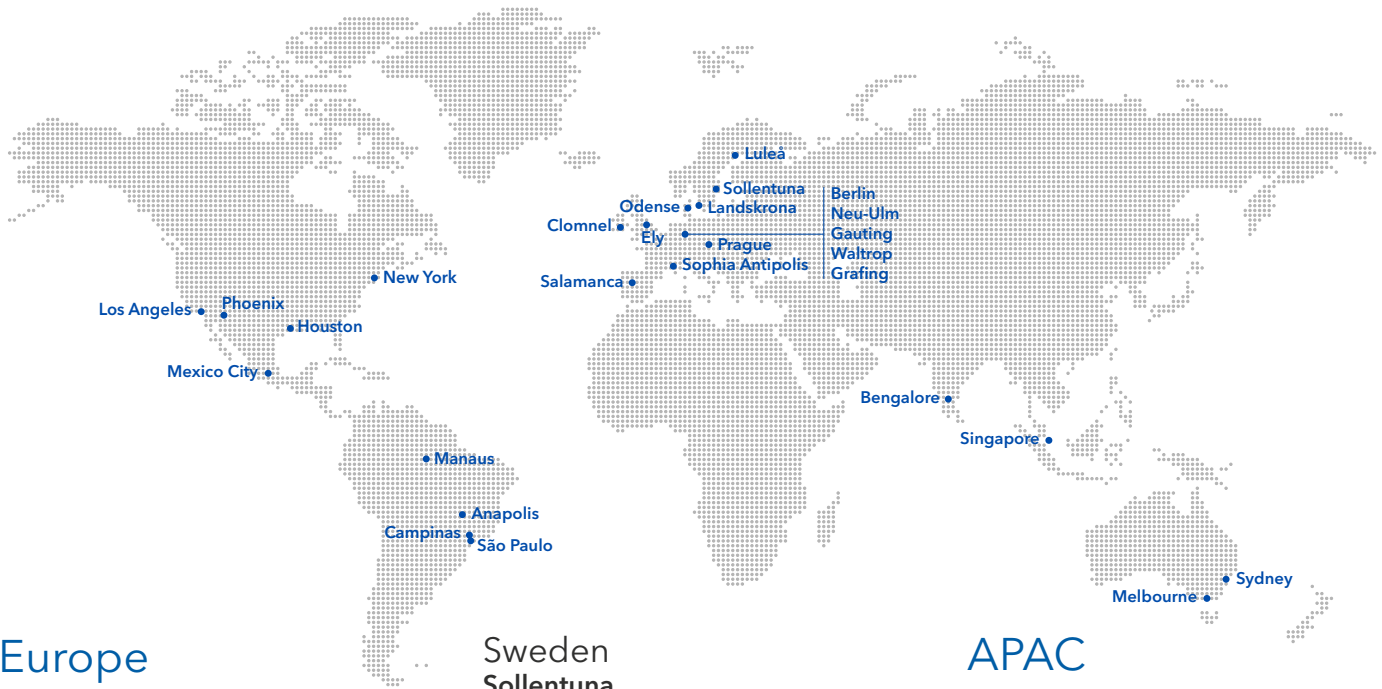 Luleå
Sollentuna
Berlin
Neu-Ulm
Odense
Landskrona
Clomnel
Ely
Gauting
Prague
Waltrop
Sophia Antipolis
Grafing
Salamanca
New York
Los Angeles
Phoenix
Houston
Mexico City
Bengalore
Singapore
Manaus
Anapolis
Campinas
São Paulo
Sydney
Melbourne
Europe
Sweden
Sollentuna
APAC